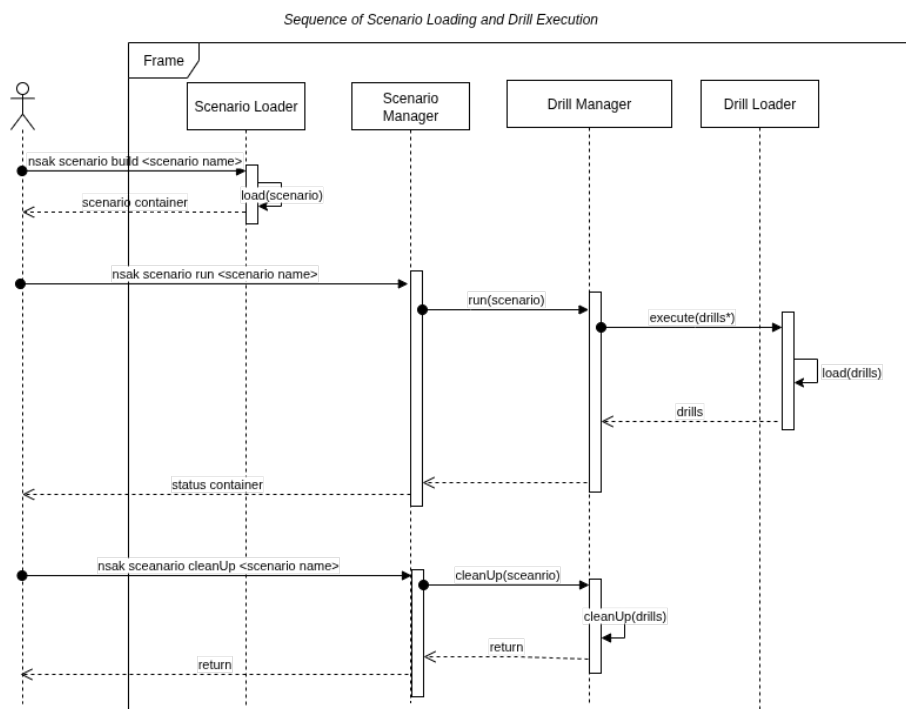 Sequence of Scenario Loading and Drill Execution
Frame
Scenario Loader
Scenario
Manager
Drill Manager
Drill Loader
nsak scenario build <scenario name>
load(scenario)
scenario container
nsak scenario run <scenario name>
run(scenario)
execute(drills*)
load(drills)
drills
status container
nsak sceanario cleanUp <scenario name>
cleanUp(sceanrio)
cleanUp(drills)
return
return